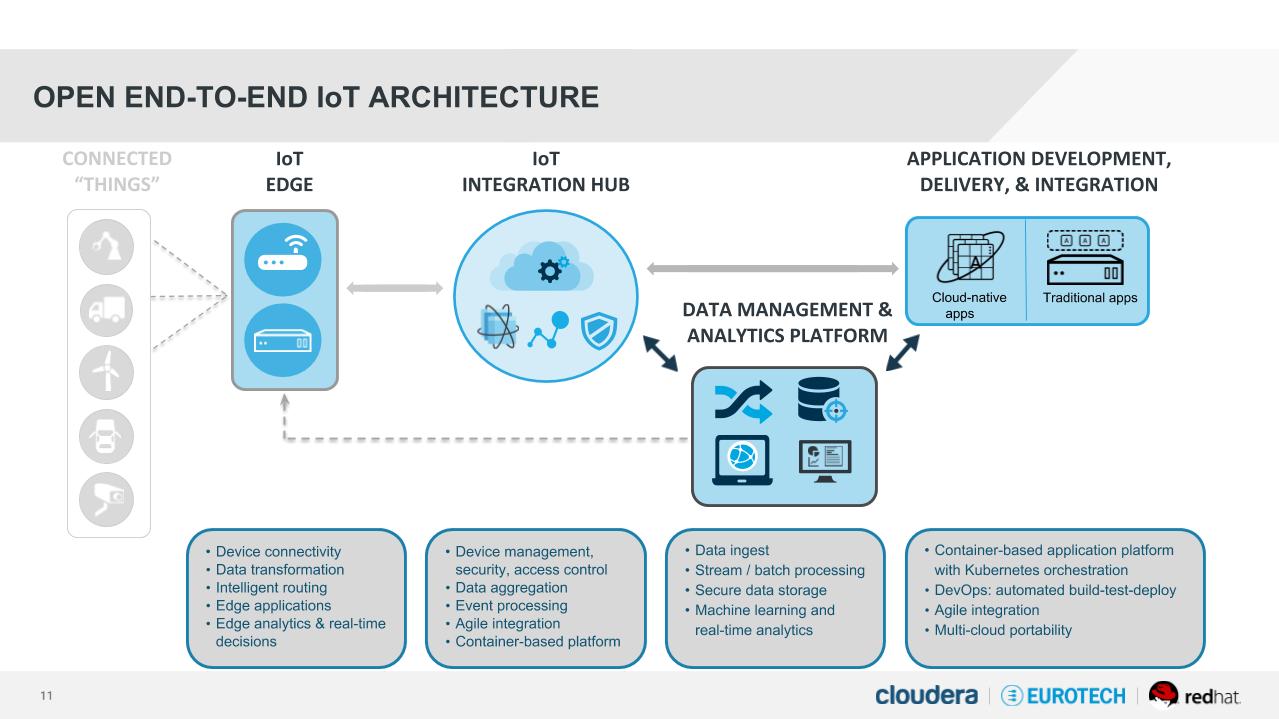 OPEN END-TO-END IoT ARCHITECTURE
CONNECTED
“THINGS”
IoT
EDGE
IoT
INTEGRATION HUB
APPLICATION DEVELOPMENT,
DELIVERY, & INTEGRATION
A
A A A
Cloud-native
apps
Traditional apps
DATA MANAGEMENT &
ANALYTICS PLATFORM
• Device connectivity
• Data transformation
• Intelligent routing
• Edge applications
• Edge analytics & real-time
decisions
• Device management,
security, access control
• Data aggregation
• Event processing
• Agile integration
• Container-based platform
• Data ingest
• Stream / batch processing
• Secure data storage
• Machine learning and
real-time analytics
• Container-based application platform
with Kubernetes orchestration
• DevOps: automated build-test-deploy
• Agile integration
• Multi-cloud portability
11
cloudera
EUROTECH
redhat.